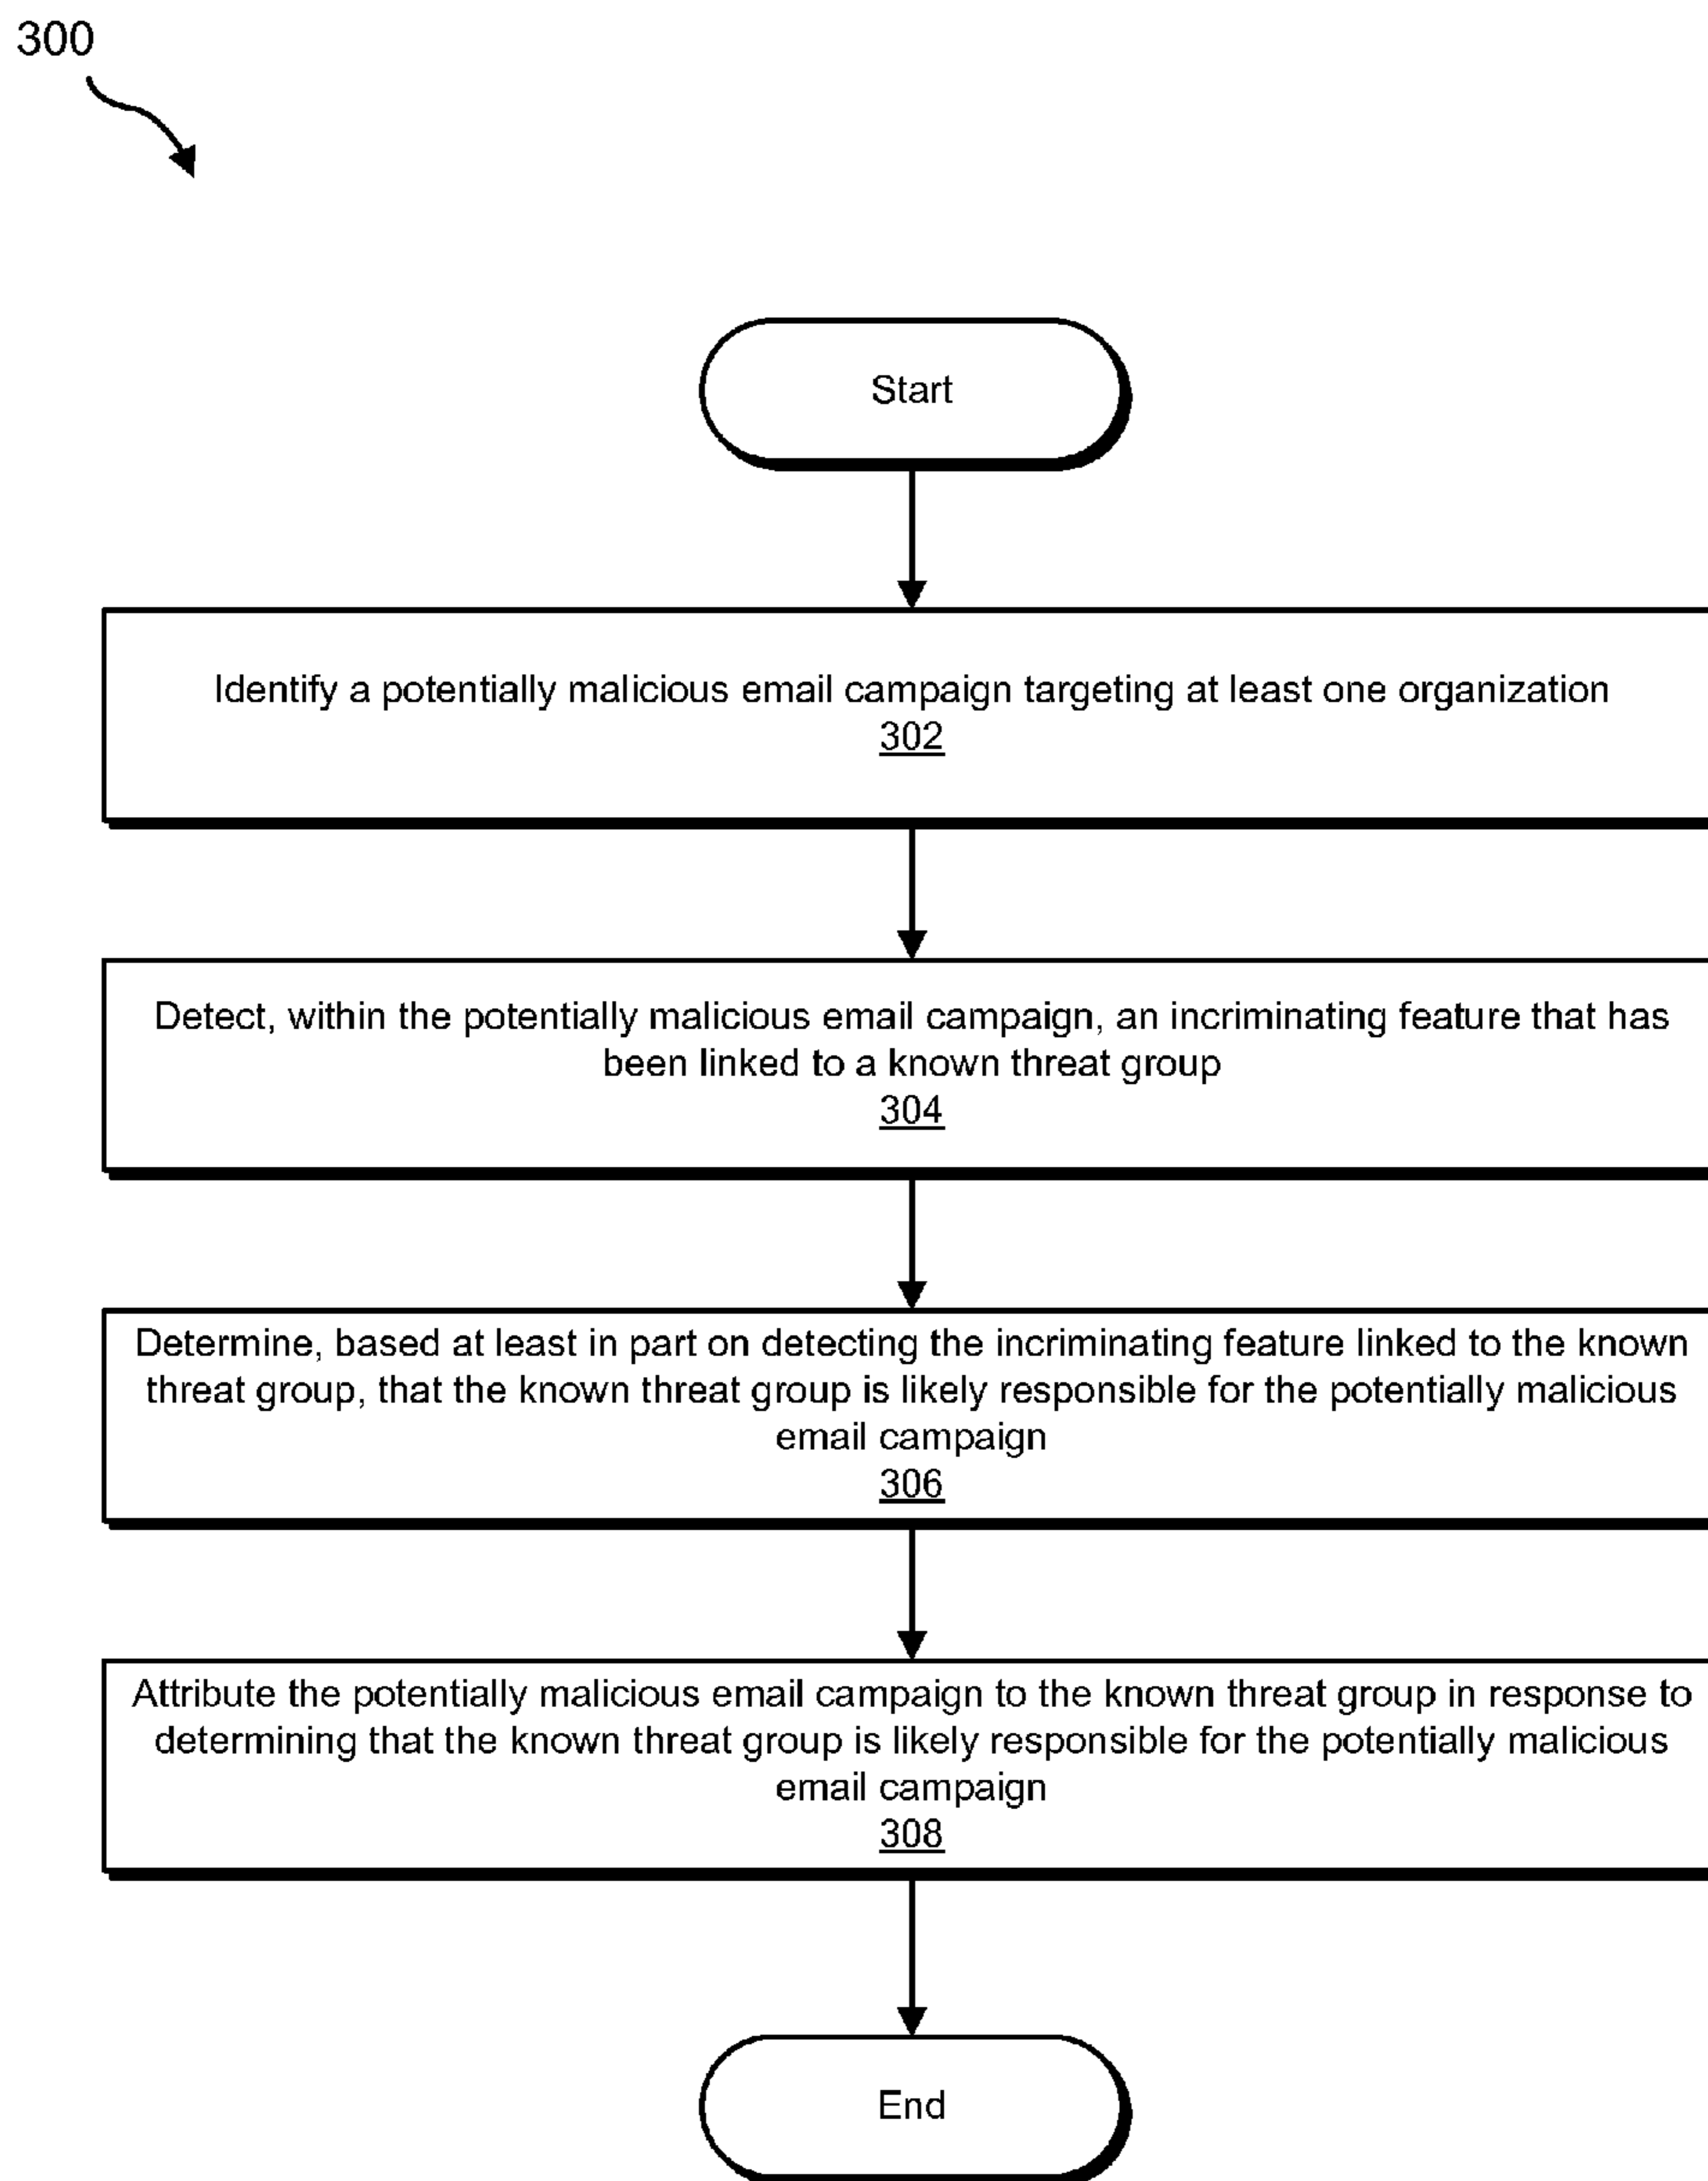 300
Start
Identify a potentially malicious email campaign targeting at least one organization
302
Detect, within the potentially malicious email campaign, an incriminating feature that has
been linked to a known threat group
304
Determine, based at least in part on detecting the incriminating feature linked to the known
threat group, that the known threat group is likely responsible for the potentially malicious
email campaign
306
Attribute the potentially malicious email campaign to the known threat group in response to
determining that the known threat group is likely responsible for the potentially malicious
email campaign
308
End